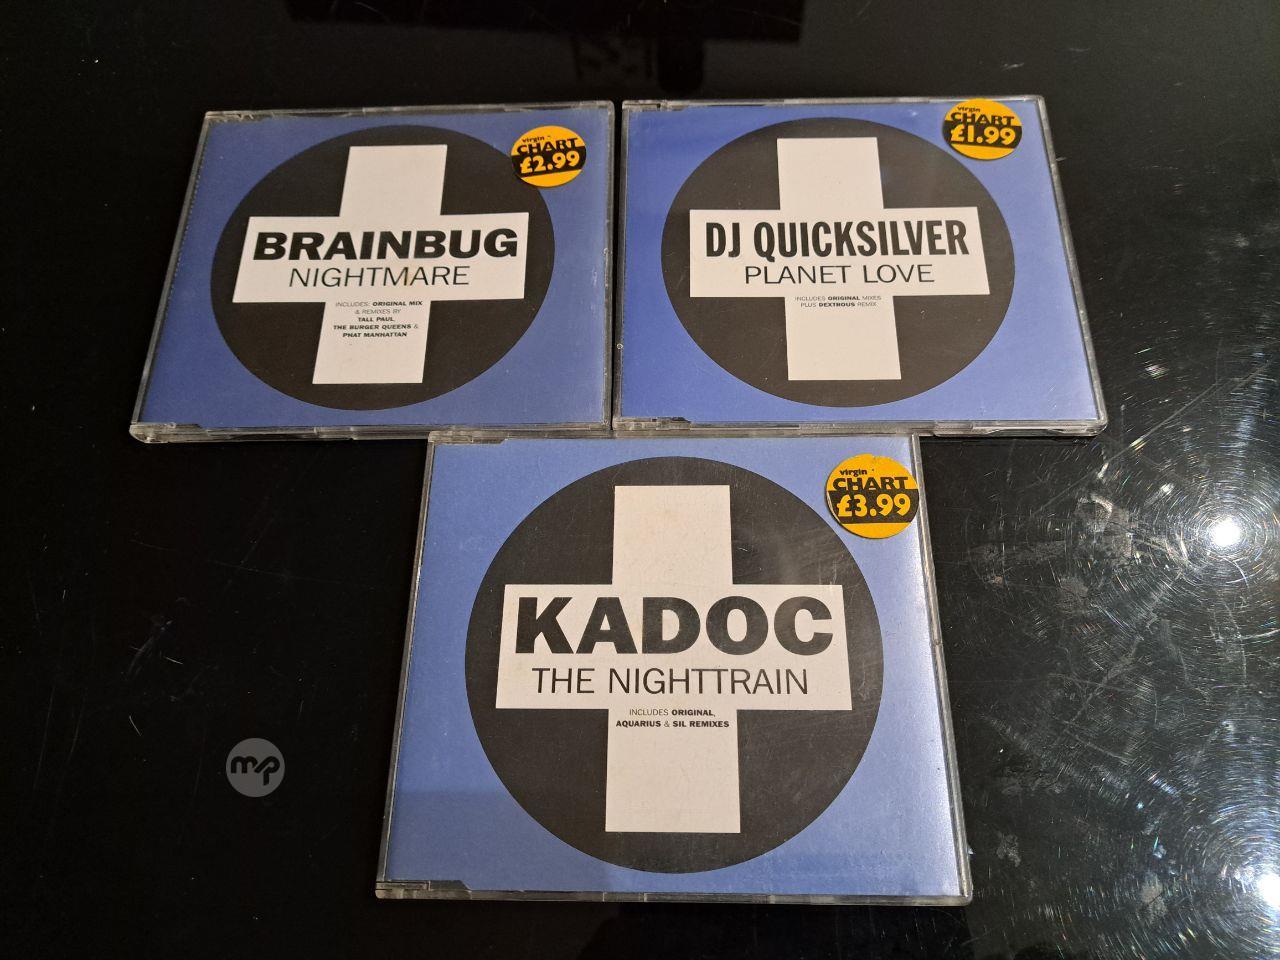 virgin
CHART
£2.99
BRAINBUG
NIGHTMARE
INCLUDES: ORIGINAL MIX
& REMIXES BY
TALL PAUL,
THE BURGER QUEENS &
PHAT MANHATTAN
virgin
CHART
£1.99
DJ QUICKSILVER
PLANET LOVE
INCLUDES ORIGINAL MIXES
PLUS DEXTROUS REMIX
virgin
CHART
£3.99
KADOC
THE NIGHTTRAIN
INCLUDES ORIGINAL,
AQUARIUS & SIL REMIXES
mp